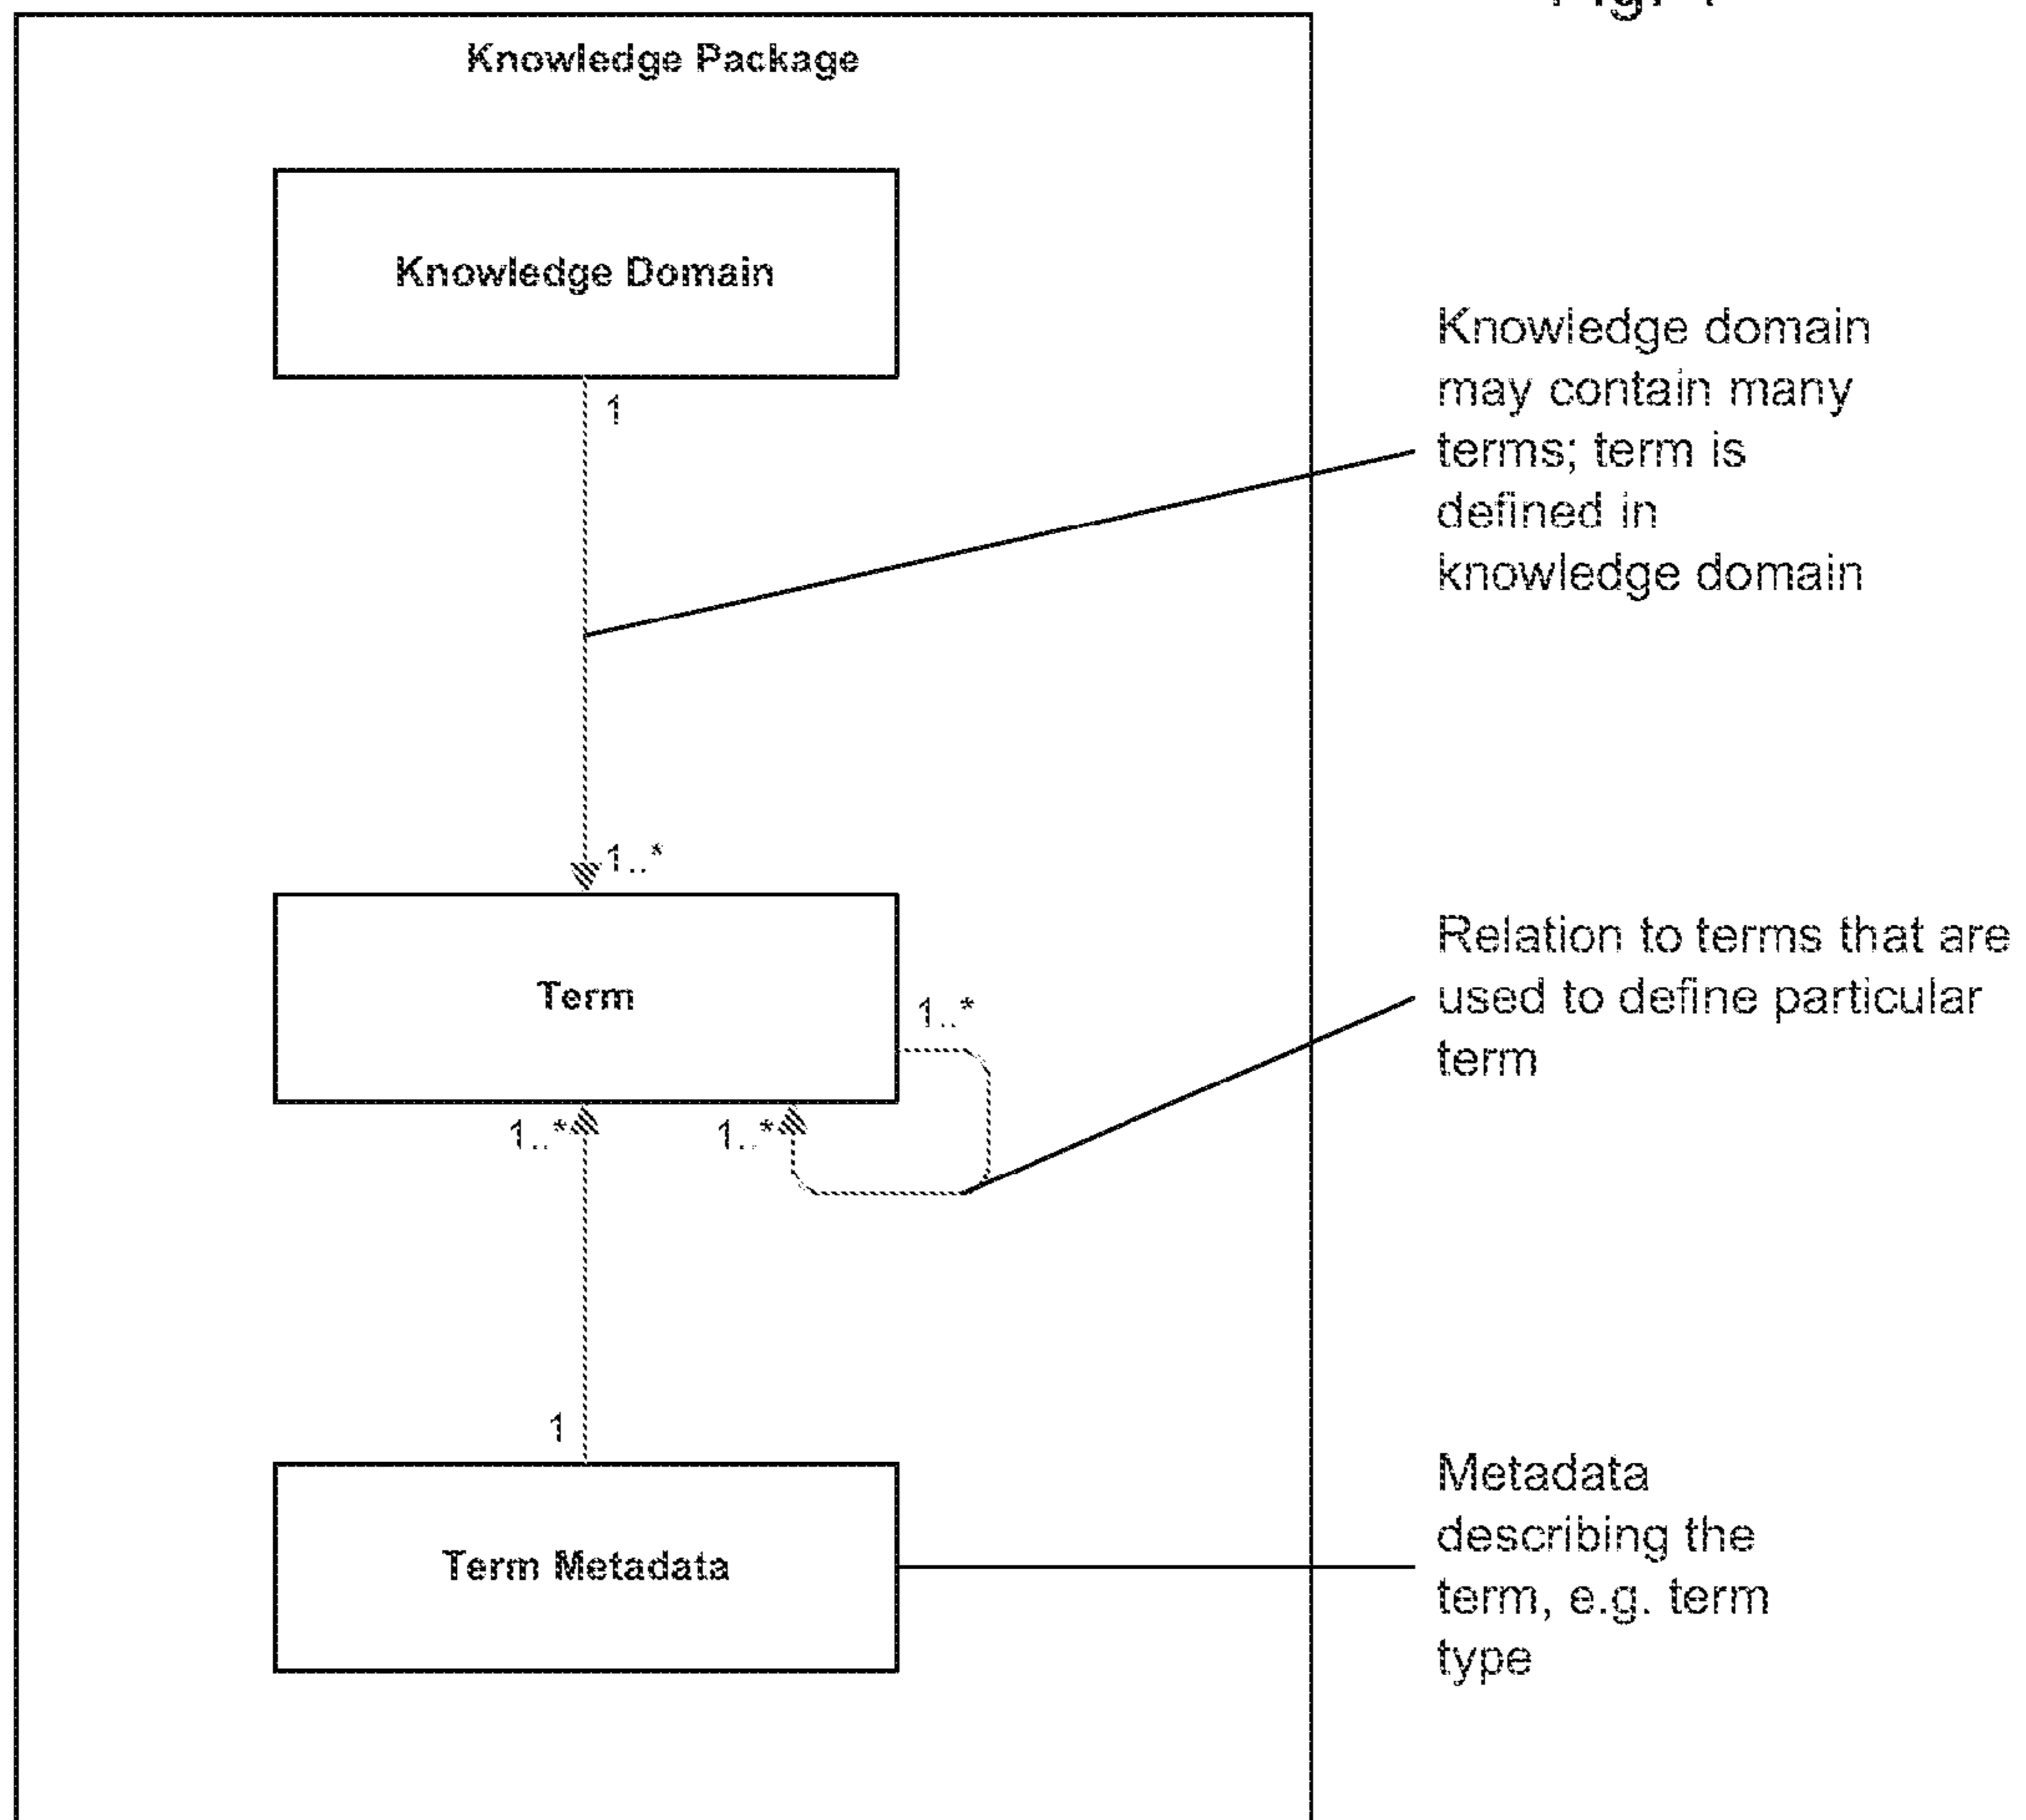 Knowledge Package
Knowledge Domain
1
Knowledge domain
may contain many
terms; term is
defined in
knowledge domain
1..*
Term
1..*
Relation to terms that are
used to define particular
term
1..*
1..*
1
Term Metadata
Metadata
describing the
term, e.g. term
type